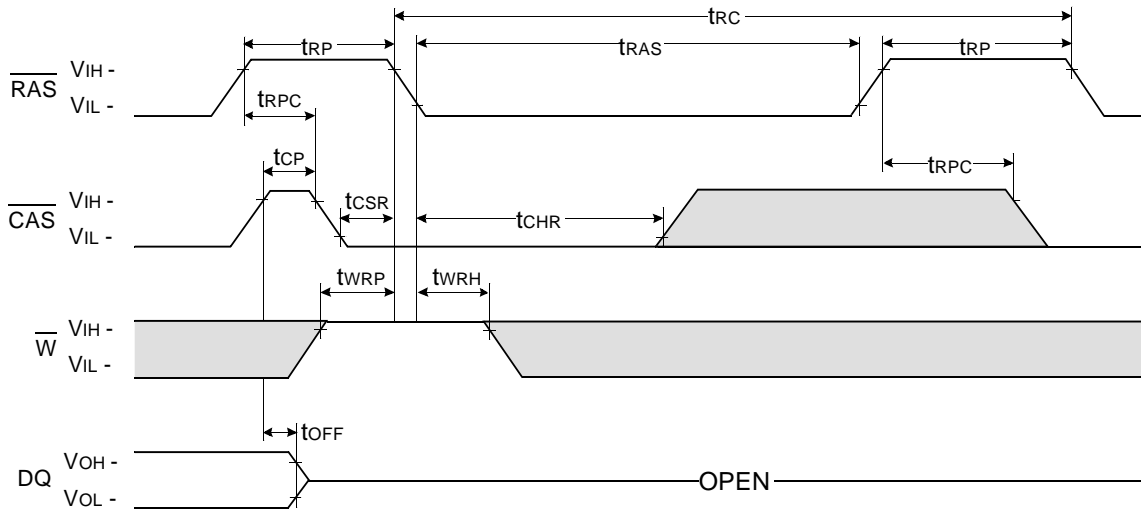 tRC
tRP tRAS tRP
RAS VIH -
VIL -
tRPC
tCP tRPC
CAS VIH -
VIL -
tCSR tCHR
tWRP tWRH
W VIH -
VIL -
tOFF
DQ VOH -
VOL -
OPEN